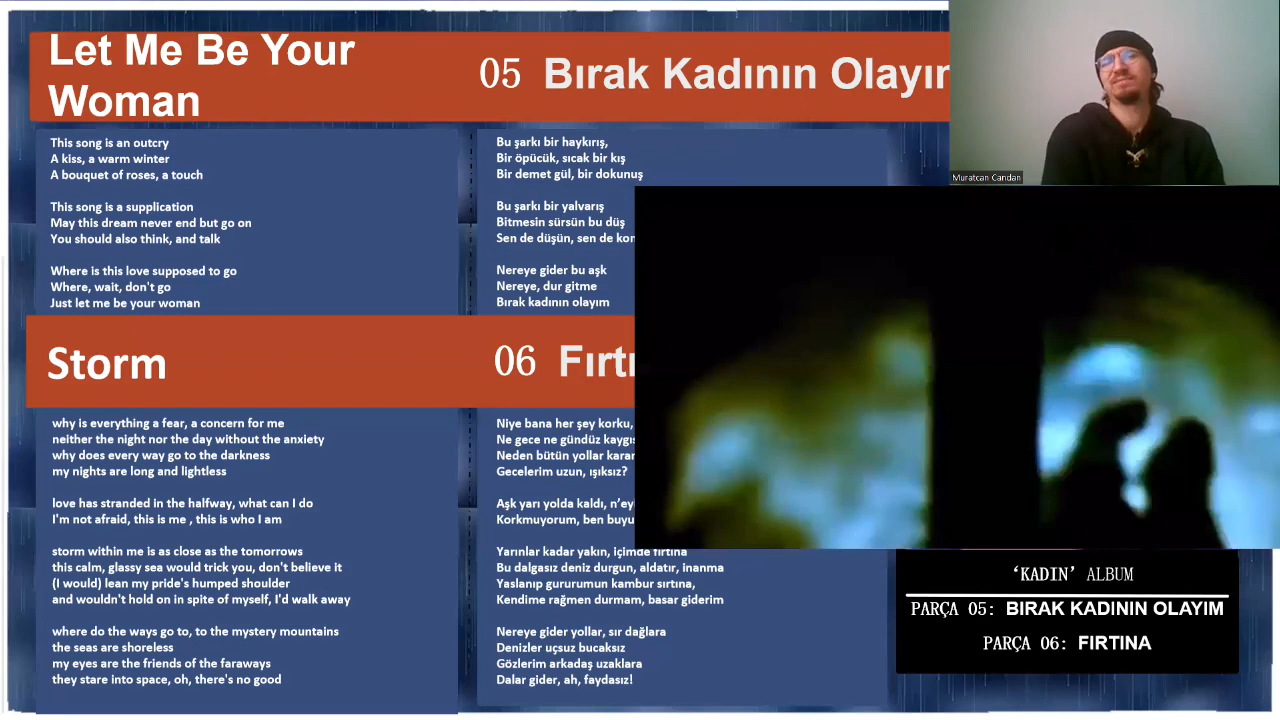 Let Me Be Your
Woman
This song is an outcry
A kiss, a warm winter
A bouquet of roses, a touch
This song is a supplication
May this dream never end but go on
You should also think, and talk
Where is this love supposed to go
Where, wait, don't go
Just let me be your woman
Storm
why is everything a fear, a concern for me
neither the night nor the day without the anxiety
why does every way go to the darkness
my nights are long and lightless
love has stranded in the halfway, what can I do
I'm not afraid, this is me , this is who I am
storm within me is as close as the tomorrows
this calm, glassy sea would trick you, don't believe it
(I would) lean my pride's humped shoulder
and wouldn't hold on in spite of myself, I'd walk away
where do the ways go to, to the mystery mountains
the seas are shoreless
my eyes are the friends of the faraways
they stare into space, oh, there's no good
05 Bırak Kadının
Bu şarkı bir haykırış,
Bir öpücük, sıcak bir kış
Bir demet gül, bir dokunuş
Bu şarkı bir yalvarış
Bitmesin sürsün bu düş
Sen de düşün, sen de
Nereye gider bu aşk
Nereye, dur gitme
Bırak kadının olayım
06
Niye bana her şey korku,
Ne gece ne gündüz
Neden bütün yollar
Gecelerim uzun, ışıksız?
Aşk yarı yolda kaldı,
Korkmuyorum, ben
Yarınlar kadar yakın, içimde fırtına
Bu dalgasız deniz durgun, aldatır, inanma
Yaslanıp gururumun kambur sırtına,
Kendime rağmen durmam, basar giderim
Nereye gider yollar, sır dağlara
Denizler uçsuz bucaksız
Gözlerim arkadaş uzaklara
Dalar gider, ah, faydasız!
Muratcan Candan
‘KADIN’ ALBUM
PARÇA 05: BIRAK KADININ OLAYIM
PARÇA 06: FIRTINA